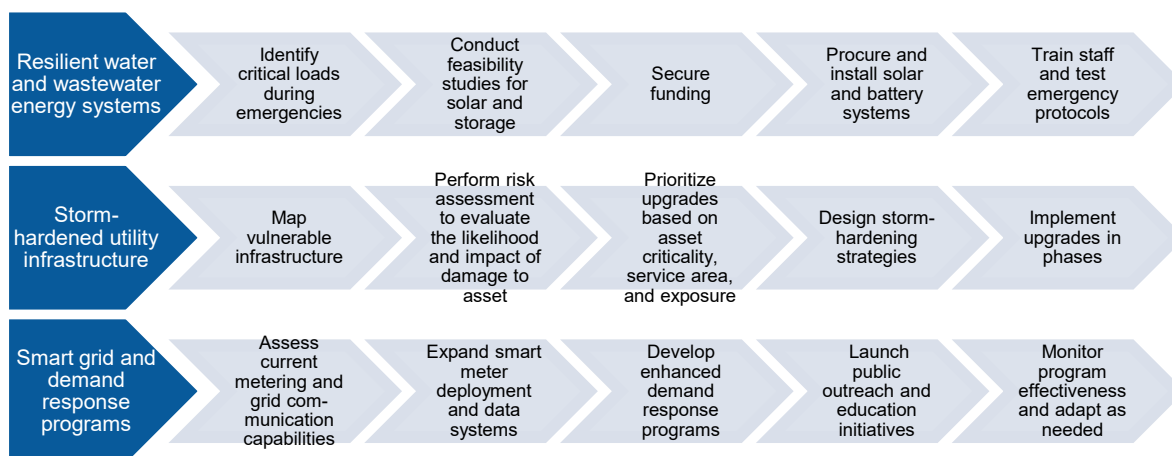 Resilient water
and wastewater
energy systems
Identify
critical loads
during
emergencies
Conduct
feasibility
studies for
solar and
storage
Secure
funding
Procure and
install solar
and battery
systems
Train staff
and test
emergency
protocols
Storm-
hardened utility
infrastructure
Map
vulnerable
infrastructure
Perform risk
assessment
to evaluate
the likelihood
and impact of
damage to
asset
Prioritize
upgrades
based on
asset
criticality,
service area,
and exposure
Design storm-
hardening
strategies
Implement
upgrades in
phases
Smart grid and
demand
response
programs
Assess
current
metering and
grid com-
munication
capabilities
Expand smart
meter
deployment
and data
systems
Develop
enhanced
demand
response
programs
Launch
public
outreach and
education
initiatives
Monitor
program
effectiveness
and adapt as
needed